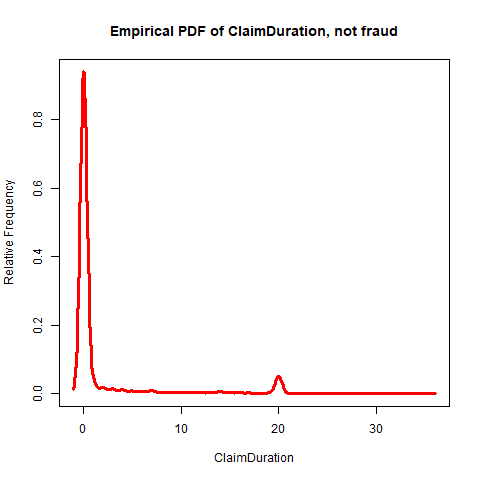 Empirical PDF of ClaimDuration, not fraud
Relative Frequency
0.8
0.6
0.4
0.2
0.0
0 10 20 30
ClaimDuration